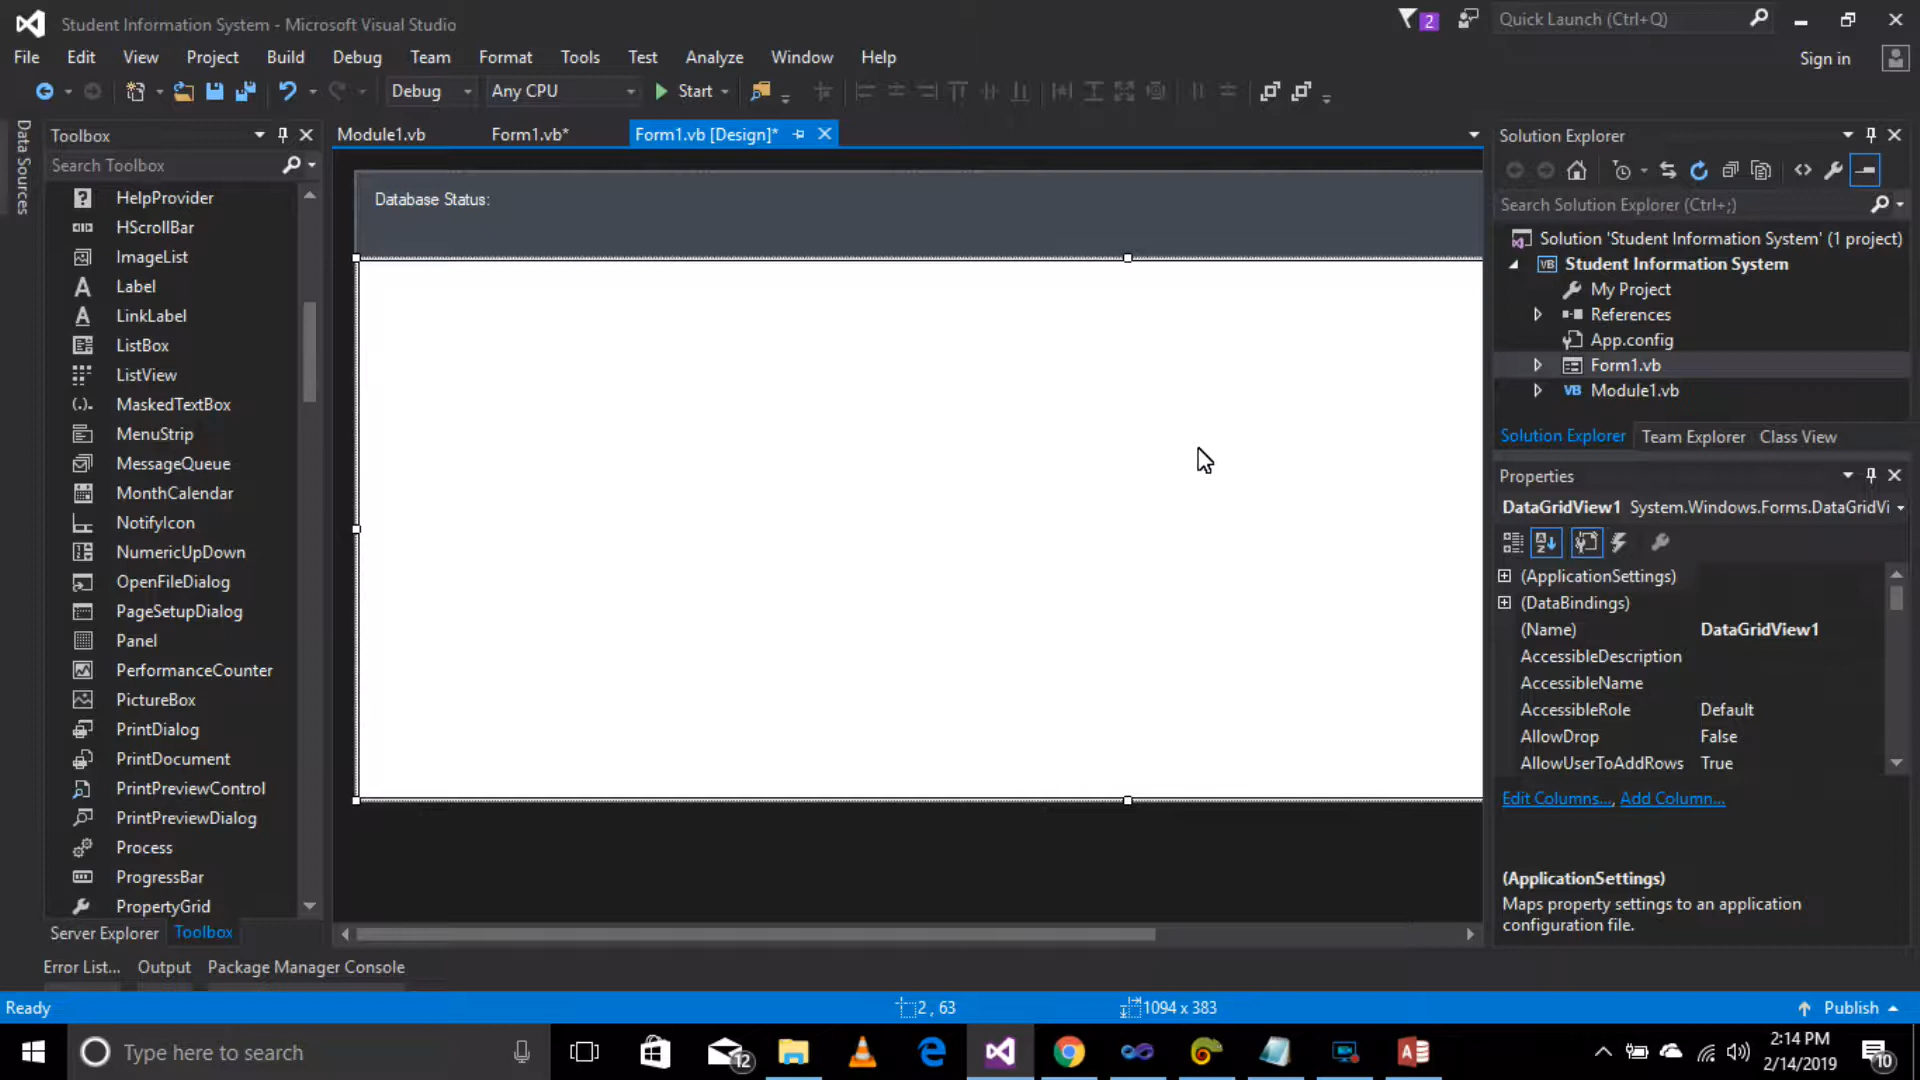 Student Information System - Microsoft Visual Studio
2
Quick Launch (Ctrl+Q)
File Edit View Project Build Debug Team Format Tools Test Analyze Window Help
Sign in
Debug Any CPU Start
Data Sources
Toolbox
Search Toolbox
HelpProvider
HScrollBar
ImageList
Label
LinkLabel
ListBox
ListView
MaskedTextBox
MenuStrip
MessageQueue
MonthCalendar
NotifyIcon
NumericUpDown
OpenFileDialog
PageSetupDialog
Panel
PerformanceCounter
PictureBox
PrintDialog
PrintDocument
PrintPreviewControl
PrintPreviewDialog
Process
ProgressBar
PropertyGrid
Server Explorer Toolbox
Module1.vb Form1.vb* Form1.vb [Design]*
Database Status:
Solution Explorer
Search Solution Explorer (Ctrl+;)
Solution 'Student Information System' (1 project)
VB Student Information System
My Project
References
App.config
Form1.vb
VB Module1.vb
Solution Explorer Team Explorer Class View
Properties
DataGridView1 System.Windows.Forms.DataGridVi
(ApplicationSettings)
(DataBindings)
(Name) DataGridView1
AccessibleDescription
AccessibleName
AccessibleRole Default
AllowDrop False
AllowUserToAddRows True
Edit Columns..., Add Column...
(ApplicationSettings)
Maps property settings to an application
configuration file.
Error List... Output Package Manager Console
Ready 2 , 63 1094 x 383 Publish
Type here to search
12
2:14 PM
2/14/2019
10